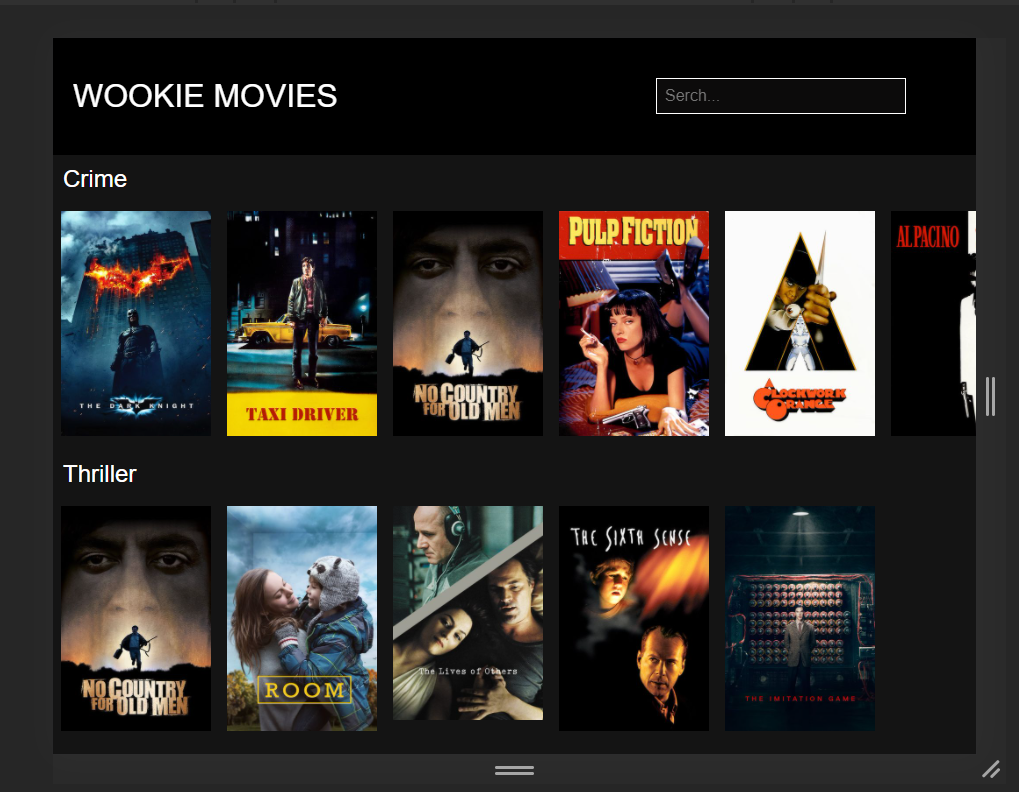 WOOKIE MOVIES
Serch...
Crime
THE DARK KNIGHT
TAXI DRIVER
NO COUNTRY
FOR OLD MEN
PULP FICTION
CLOCKWORK
ORANGE
AL PACINO
Thriller
NO COUNTRY
FOR OLD MEN
ROOM
The Lives of Others
THE SIXTH SENSE
THE IMITATION GAME